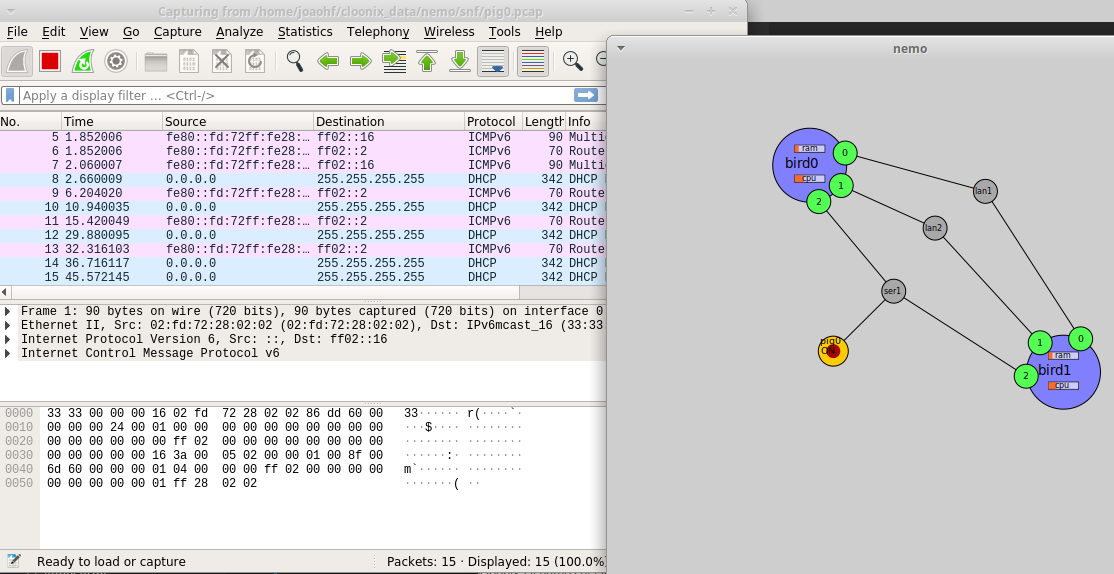 Capturing from /home/joaohf/cloonix_data/nemo/snf/pig0.pcap
File Edit View Go Capture Analyze Statistics Telephony Wireless Tools Help
Apply a display filter ... <Ctrl-/>
No. Time Source Destination Protocol Length Info
5 1.852006 fe80::fd:72ff:fe28:… ff02::16 ICMPv6 90 Multi
6 1.852006 fe80::fd:72ff:fe28:… ff02::2 ICMPv6 70 Route
7 2.060007 fe80::fd:72ff:fe28:… ff02::16 ICMPv6 90 Multi
8 2.660009 0.0.0.0 255.255.255.255 DHCP 342 DHCP
9 6.204020 fe80::fd:72ff:fe28:… ff02::2 ICMPv6 70 Route
10 10.940035 0.0.0.0 255.255.255.255 DHCP 342 DHCP
11 15.420049 fe80::fd:72ff:fe28:… ff02::2 ICMPv6 70 Route
12 29.880095 0.0.0.0 255.255.255.255 DHCP 342 DHCP
13 32.316103 fe80::fd:72ff:fe28:… ff02::2 ICMPv6 70 Route
14 36.716117 0.0.0.0 255.255.255.255 DHCP 342 DHCP
15 45.572145 0.0.0.0 255.255.255.255 DHCP 342 DHCP
Frame 1: 90 bytes on wire (720 bits), 90 bytes captured (720 bits) on interface 0
Ethernet II, Src: 02:fd:72:28:02:02 (02:fd:72:28:02:02), Dst: IPv6mcast_16 (33:33
Internet Protocol Version 6, Src: ::, Dst: ff02::16
Internet Control Message Protocol v6
0000 33 33 00 00 00 16 02 fd 72 28 02 02 86 dd 60 00 33······ r(····`·
0010 00 00 00 24 00 01 00 00 00 00 00 00 00 00 00 00 ···$···· ········
0020 00 00 00 00 00 00 ff 02 00 00 00 00 00 00 00 00 ········ ········
0030 00 00 00 00 00 16 3a 00 05 02 00 00 01 00 8f 00 ······:· ········
0040 6d 60 00 00 00 01 04 00 00 00 ff 02 00 00 00 00 m`······ ········
0050 00 00 00 00 00 01 ff 28 02 02 ·······( ··
Ready to load or capture
Packets: 15 · Displayed: 15 (100.0%
nemo
ram
bird0
cpu
0
1
2
lan1
lan2
ser1
pig0
ON
1
0
ram
bird1
2
cpu